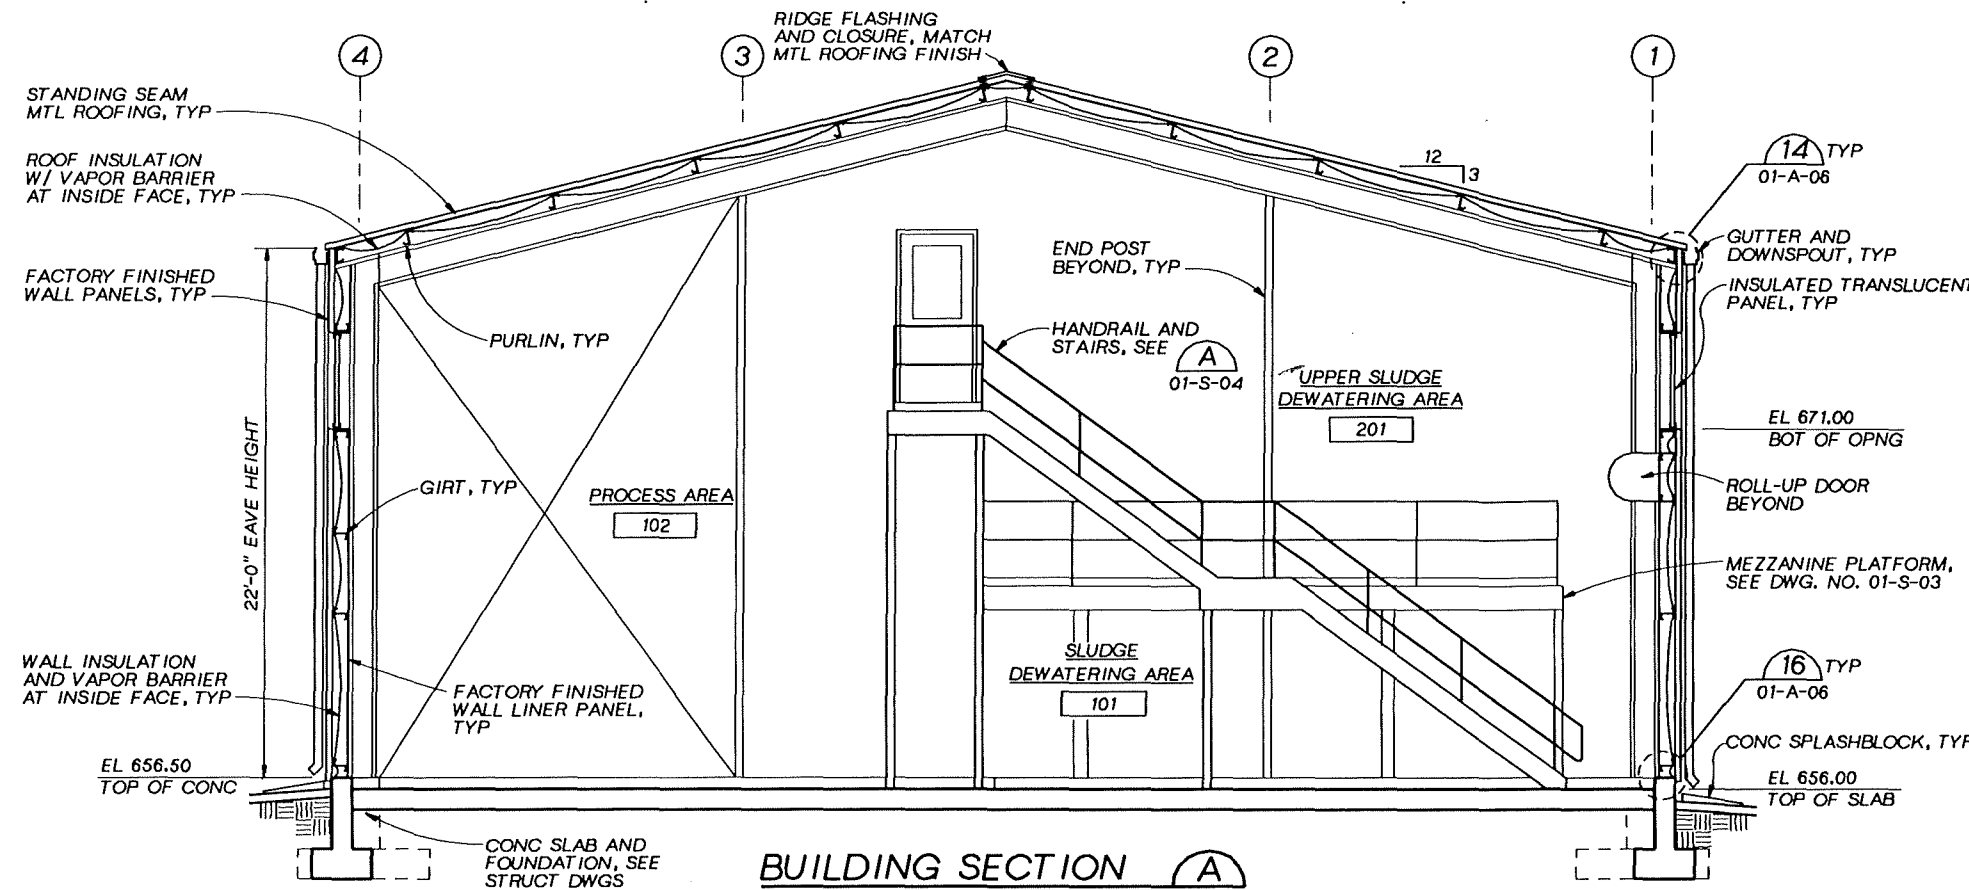 4
3
RIDGE FLASHING
AND CLOSURE, MATCH
MTL ROOFING FINISH
2
1
STANDING SEAM
MTL ROOFING, TYP
ROOF INSULATION
W/ VAPOR BARRIER
AT INSIDE FACE, TYP
12
3
14 TYP
01-A-06
FACTORY FINISHED
WALL PANELS, TYP
END POST
BEYOND, TYP
GUTTER AND
DOWNSPOUT, TYP
INSULATED TRANSLUCENT
PANEL, TYP
PURLIN, TYP
HANDRAIL AND
STAIRS, SEE
A
01-S-04
UPPER SLUDGE
DEWATERING AREA
201
EL 671.00
BOT OF OPNG
22'-0" EAVE HEIGHT
GIRT, TYP
PROCESS AREA
102
ROLL-UP DOOR
BEYOND
MEZZANINE PLATFORM,
SEE DWG. NO. 01-S-03
WALL INSULATION
AND VAPOR BARRIER
AT INSIDE FACE, TYP
FACTORY FINISHED
WALL LINER PANEL,
TYP
SLUDGE
DEWATERING AREA
101
16 TYP
01-A-06
CONC SPLASHBLOCK, TYP
EL 656.50
TOP OF CONC
EL 656.00
TOP OF SLAB
CONC SLAB AND
FOUNDATION, SEE
STRUCT DWGS
BUILDING SECTION A